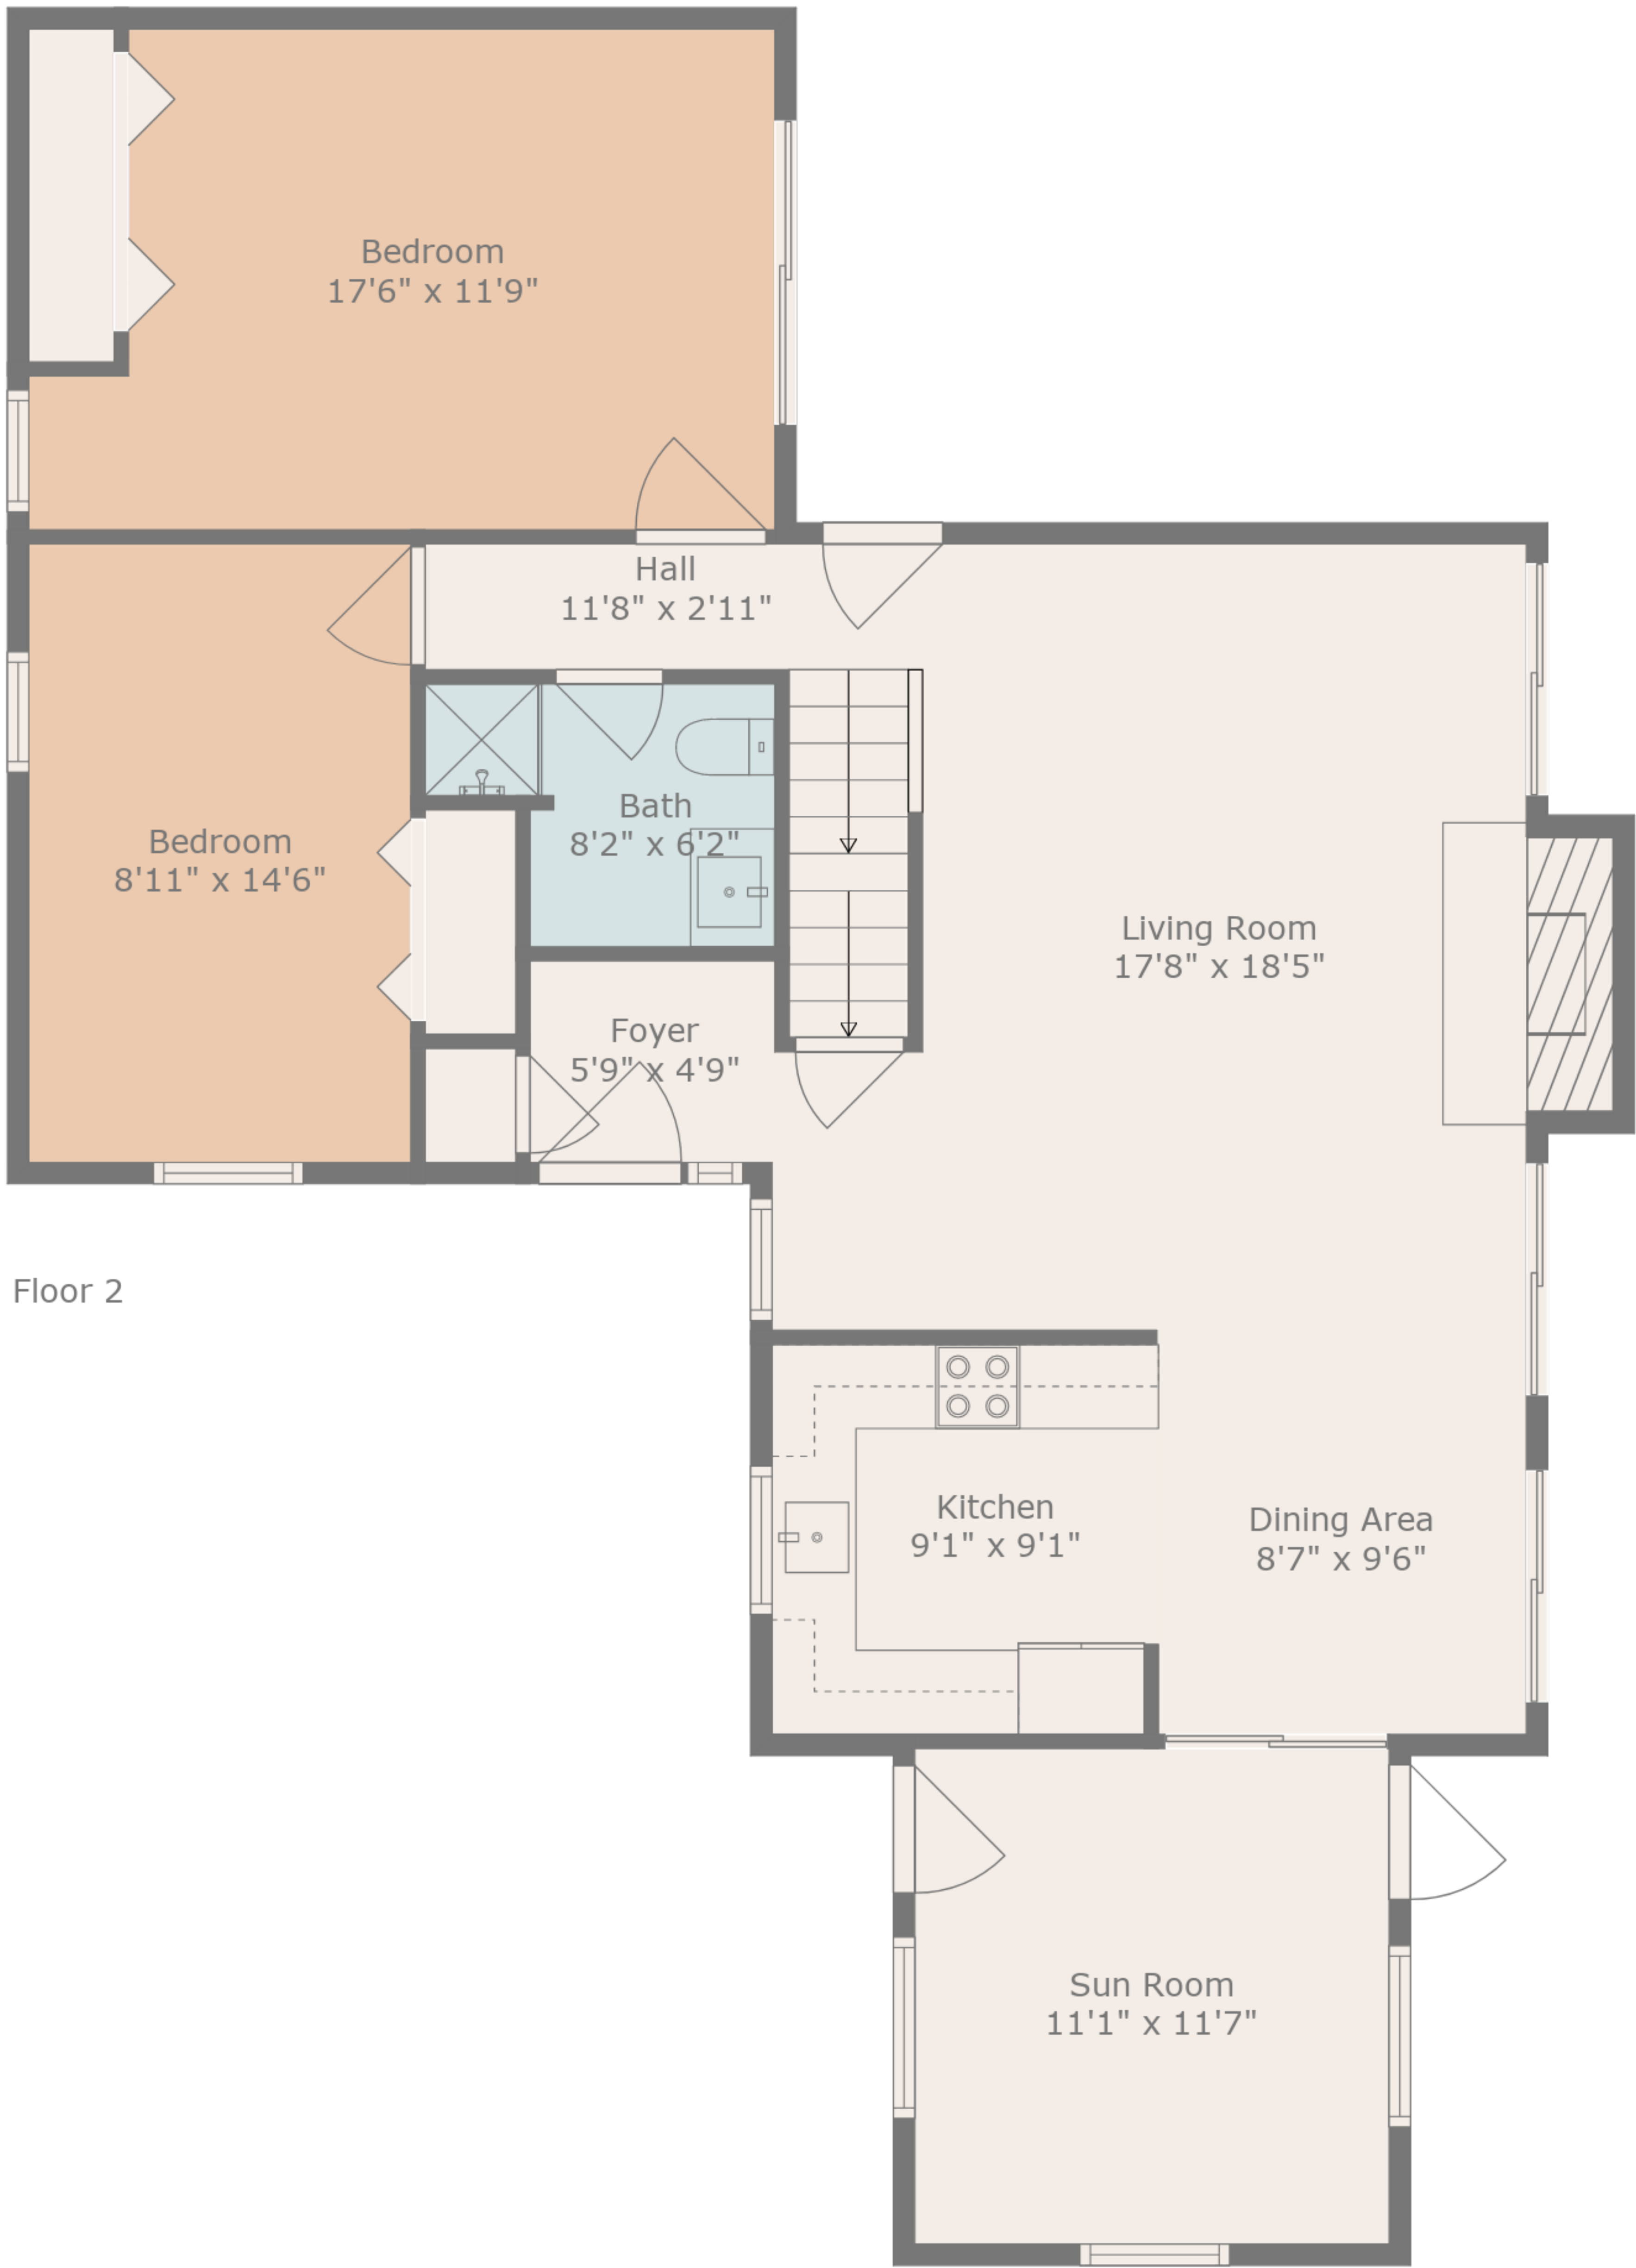 Bedroom
17'6" x 11'9"
Hall
11'8" x 2'11"
Bath
8'2" x 6'2"
Bedroom
8'11" x 14'6"
Living Room
17'8" x 18'5"
Foyer
5'9" x 4'9"
Floor 2
Kitchen
9'1" x 9'1"
Dining Area
8'7" x 9'6"
Sun Room
11'1" x 11'7"